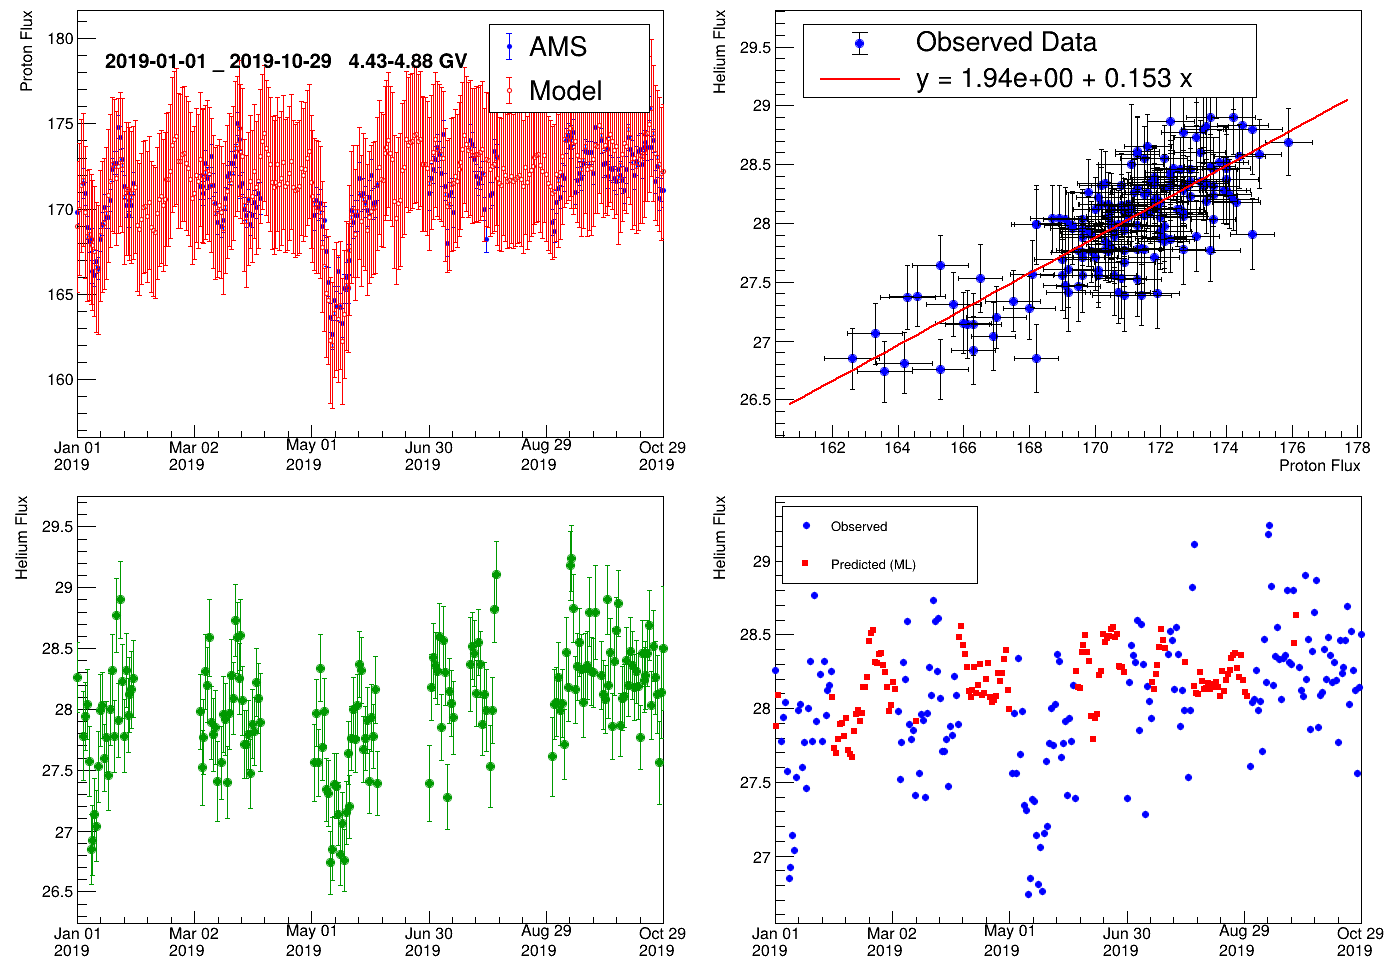 Proton Flux
180
175
170
165
160
2019-01-01 _ 2019-10-29 4.43-4.88 GV
AMS
Model
Jan 01
2019
Mar 02
2019
May 01
2019
Jun 30
2019
Aug 29
2019
Oct 29
2019
Helium Flux
29.5
29
28.5
28
27.5
27
26.5
Observed Data
y = 1.94e+00 + 0.153 x
162 164 166 168 170 172 174 176 178
Proton Flux
Helium Flux
29.5
29
28.5
28
27.5
27
26.5
Jan 01
2019
Mar 02
2019
May 01
2019
Jun 30
2019
Aug 29
2019
Oct 29
2019
Helium Flux
29
28.5
28
27.5
27
Observed
Predicted (ML)
Jan 01
2019
Mar 02
2019
May 01
2019
Jun 30
2019
Aug 29
2019
Oct 29
2019